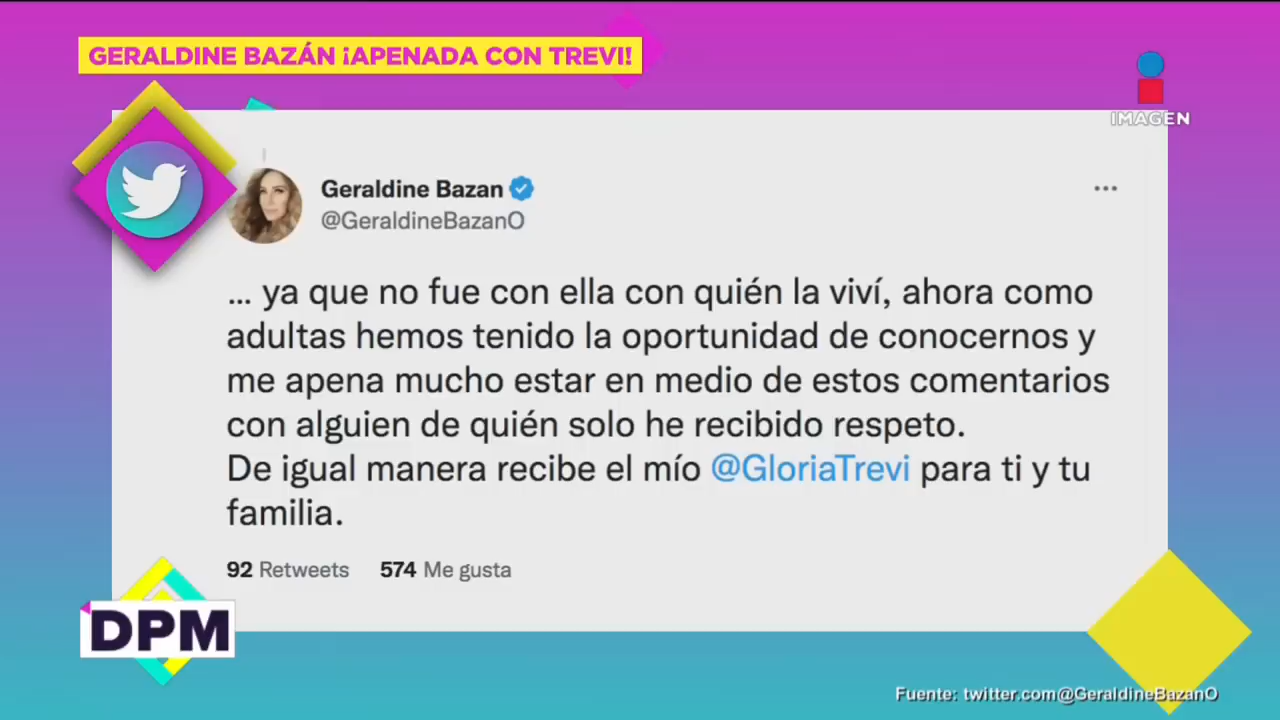 GERALDINE BAZÁN ¡APENADA CON TREVI!
IMAGEN
Geraldine Bazan
@GeraldineBazanO
... ya que no fue con ella con quién la viví, ahora como
adultas hemos tenido la oportunidad de conocernos y
me apena mucho estar en medio de estos comentarios
con alguien de quién solo he recibido respeto.
De igual manera recibe el mío @GloriaTrevi para ti y tu
familia.
92 Retweets 574 Me gusta
DPM
Fuente: twitter.com@GeraldineBazanO